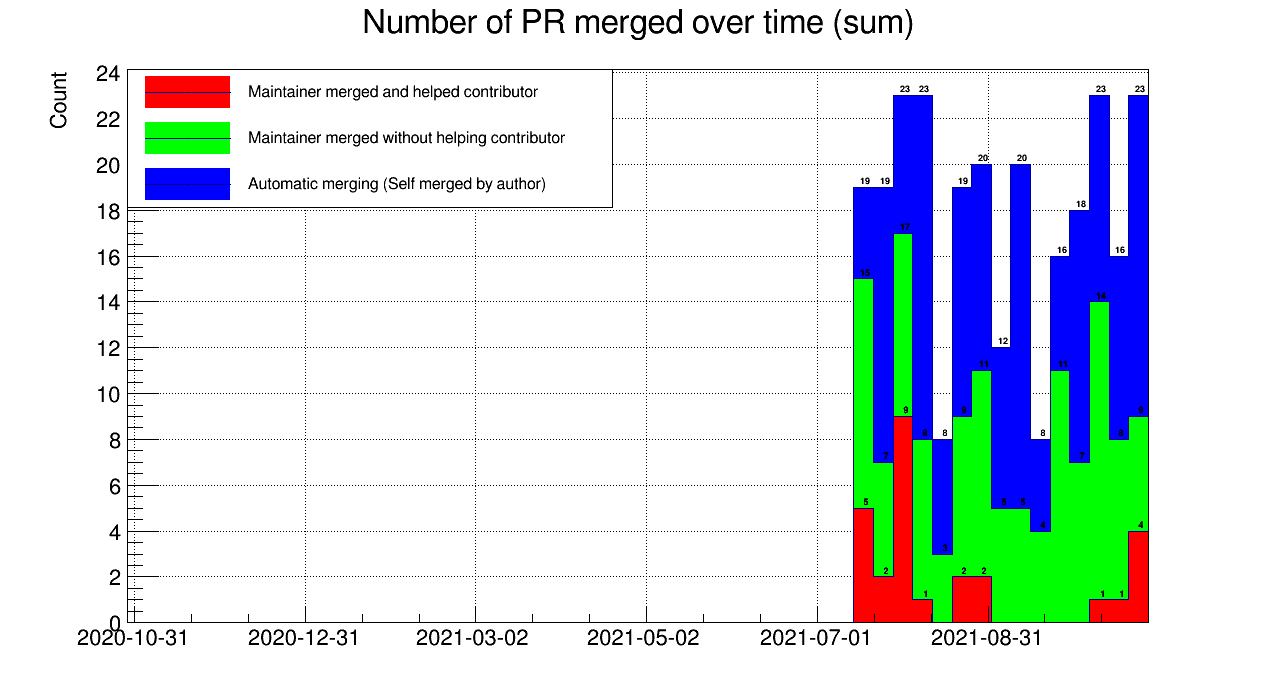 Number of PR merged over time (sum)
Count
24
22
20
18
16
14
12
10
8
6
4
2
0
Maintainer merged and helped contributor
Maintainer merged without helping contributor
Automatic merging (Self merged by author)
19 19 23 23 8 19 20 12 20 8 16 18 23 16 23
15 7 17 8 3 9 11 5 5 4 11 7 14 8 9
5 2 9 1 2 2 1 1 4
2020-10-31 2020-12-31 2021-03-02 2021-05-02 2021-07-01 2021-08-31